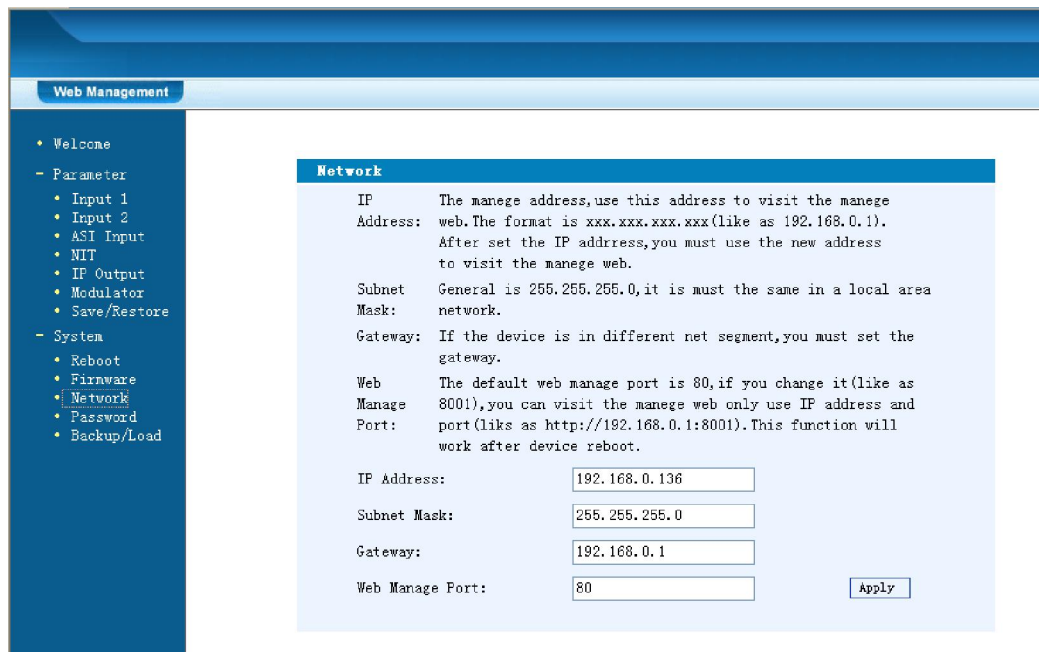 Web Management
Welcome
Parameter
Input 1
Input 2
ASI Input
NIT
IP Output
Modulator
Save/Restore
System
Reboot
Firmware
Network
Password
Backup/Load
Network
IP Address: The manege address,use this address to visit the manege
web.The format is xxx.xxx.xxx.xxx(like as 192.168.0.1).
After set the IP addrress,you must use the new address
to visit the manege web.
Subnet Mask: General is 255.255.255.0,it is must the same in a local area
network.
Gateway: If the device is in different net segment,you must set the
gateway.
Web Manage Port: The default web manage port is 80,if you change it(like as
8001),you can visit the manege web only use IP address and
port(liks as http://192.168.0.1:8001).This function will
work after device reboot.
IP Address: 192.168.0.136
Subnet Mask: 255.255.255.0
Gateway: 192.168.0.1
Web Manage Port: 80 Apply